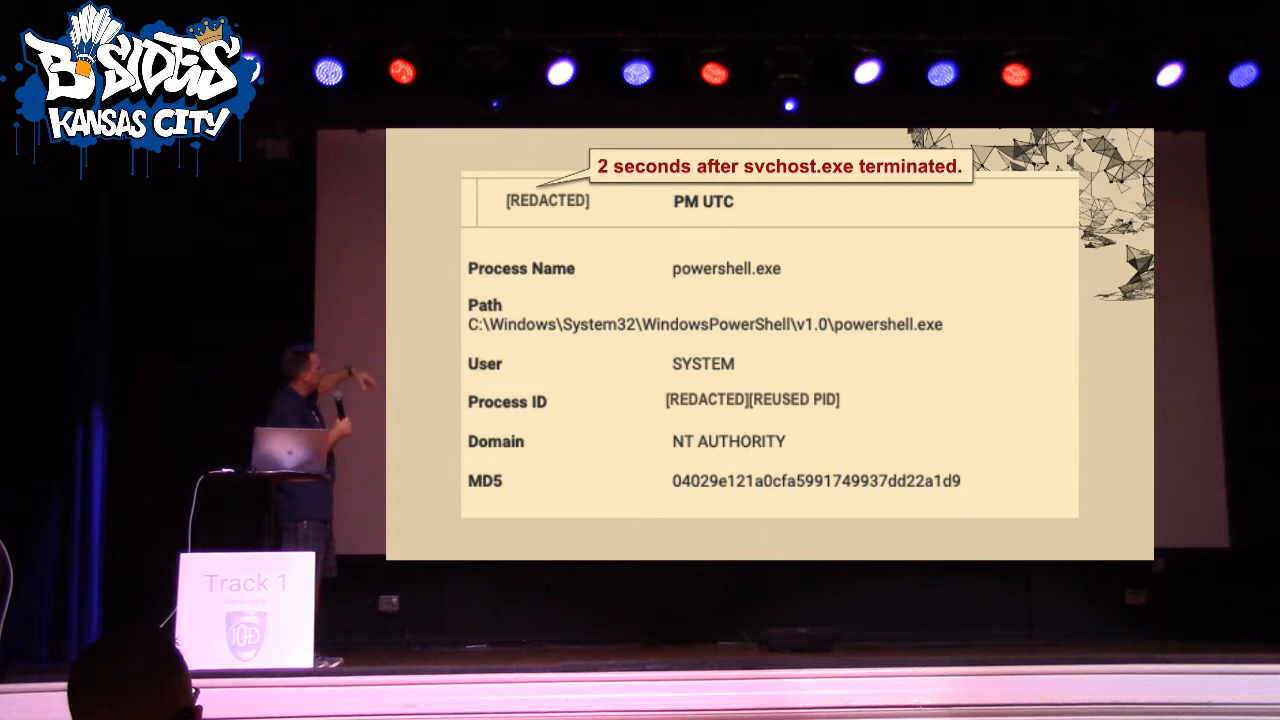 B·SIDES
KANSAS CITY
2 seconds after svchost.exe terminated.
[REDACTED] PM UTC
Process Name powershell.exe
Path
C:\Windows\System32\WindowsPowerShell\v1.0\powershell.exe
User SYSTEM
Process ID [REDACTED][REUSED PID]
Domain NT AUTHORITY
MD5 04029e121a0cfa5991749937dd22a1d9
Track 1